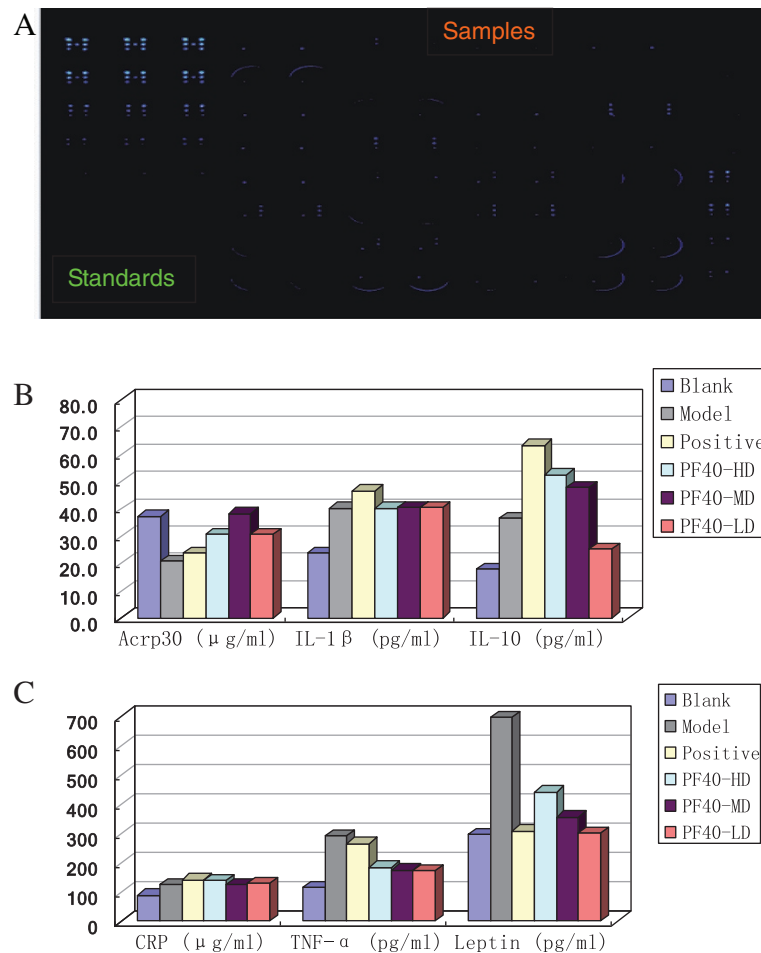 A
Samples
Standards
B
80.0
70.0
60.0
50.0
40.0
30.0
20.0
10.0
0.0
Acrp30 (μg/ml) IL-1β (pg/ml) IL-10 (pg/ml)
Blank
Model
Positive
PF40-HD
PF40-MD
PF40-LD
C
700
600
500
400
300
200
100
0
CRP (μg/ml) TNF-α (pg/ml) Leptin (pg/ml)
Blank
Model
Positive
PF40-HD
PF40-MD
PF40-LD